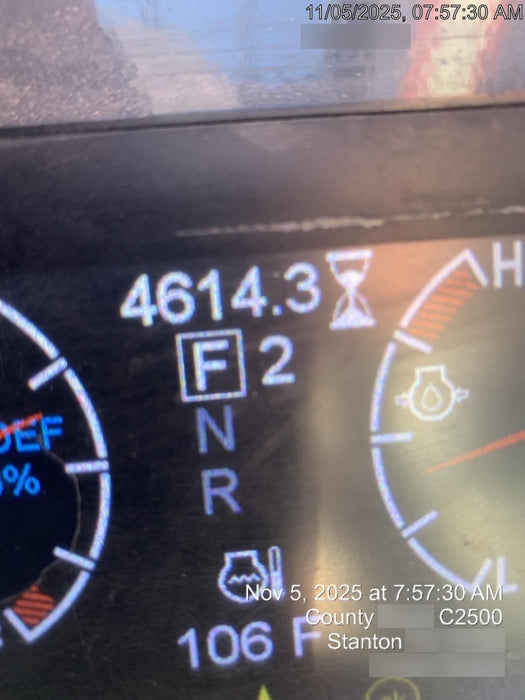 11/05/2025, 07:57:30 AM
4614.3
H
F 2
DEF
N
%
R
Nov 5, 2025 at 7:57:30 AM
County C2500
106 F
Stanton
L